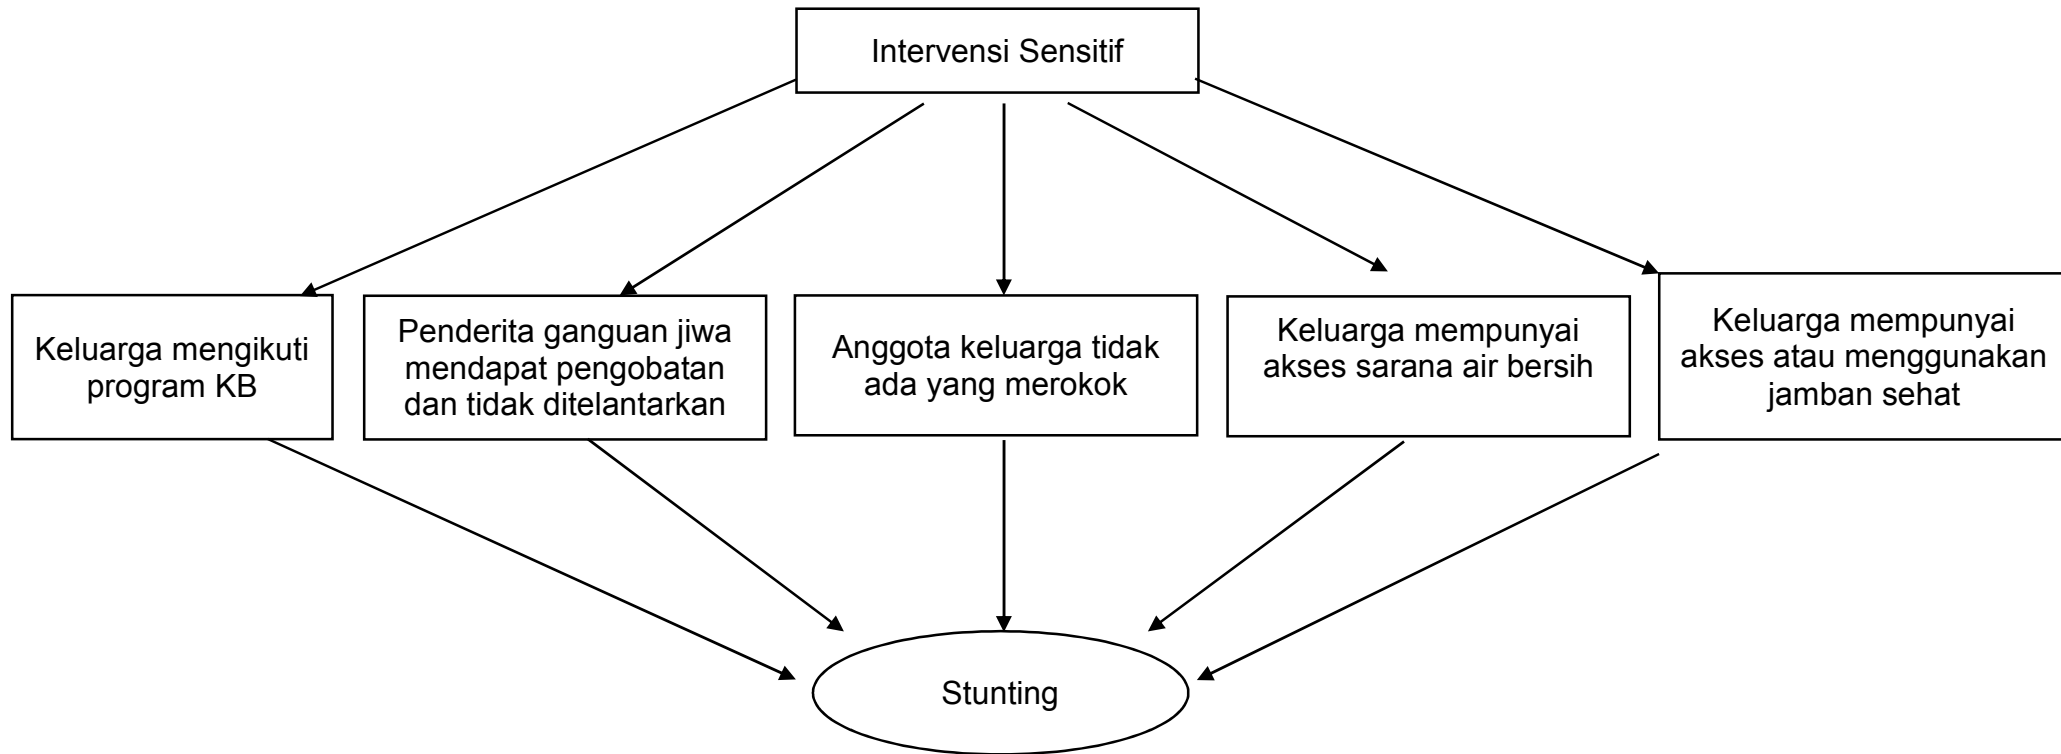 Intervensi Sensitif
Keluarga mengikuti
program KB
Penderita ganguan jiwa
mendapat pengobatan
dan tidak ditelantarkan
Anggota keluarga tidak
ada yang merokok
Keluarga mempunyai
akses sarana air bersih
Keluarga mempunyai
akses atau menggunakan
jamban sehat
Stunting